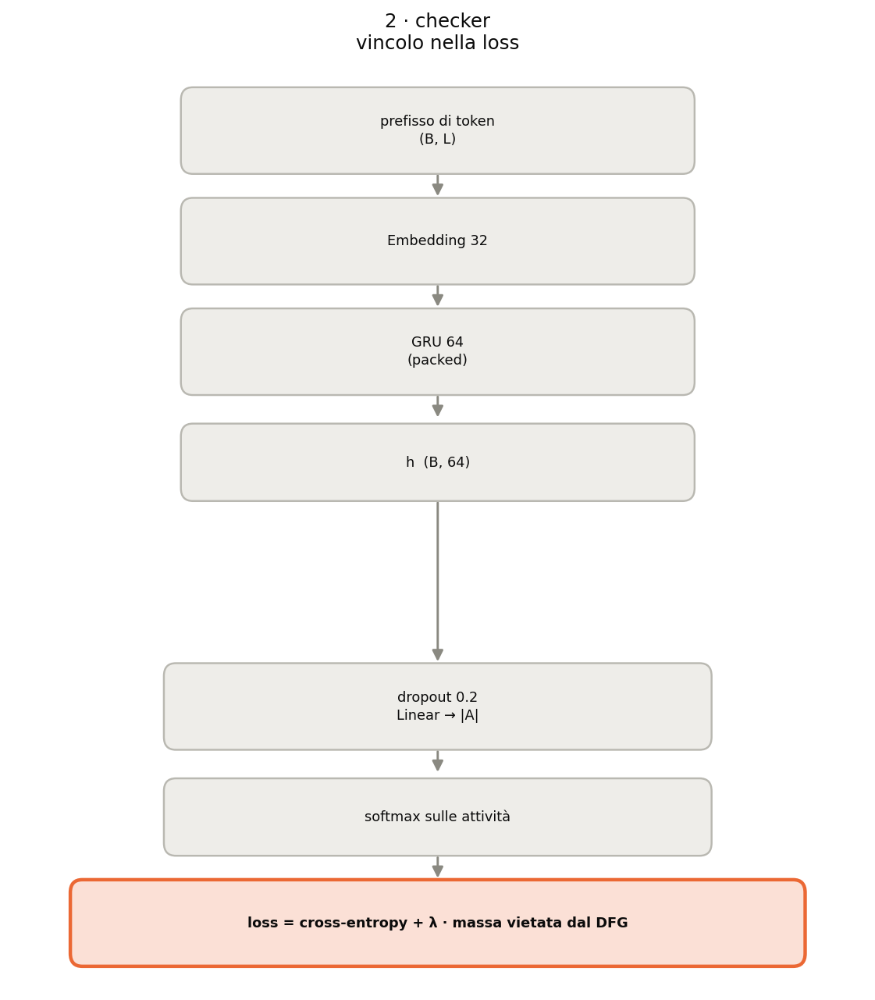 2 · checker
vincolo nella loss
prefisso di token
(B, L)
Embedding 32
GRU 64
(packed)
h  (B, 64)
dropout 0.2
Linear → |A|
softmax sulle attività
loss = cross-entropy + λ · massa vietata dal DFG